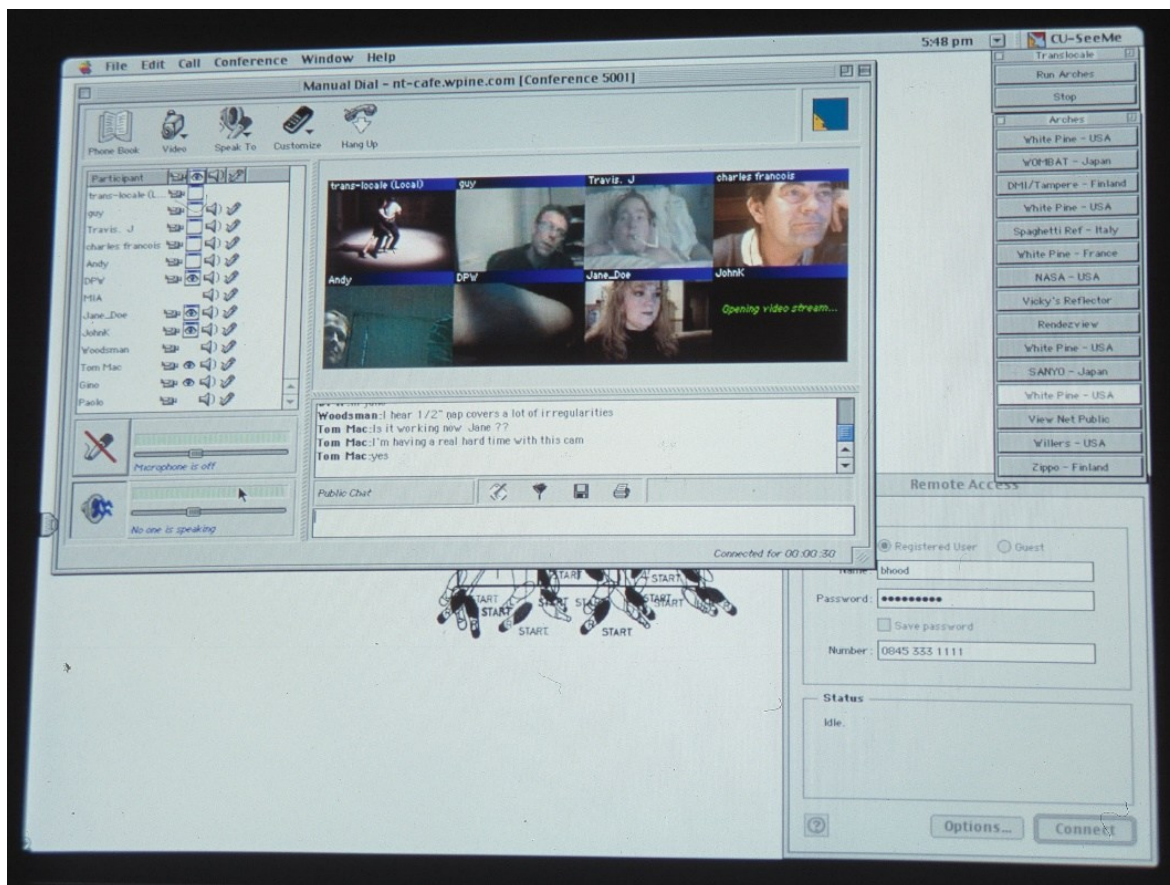 File Edit Call Conference Window Help
5:48 pm
CU-SeeMe
Manual Dial - nt-cafe.wpine.com [Conference 5001]
Phone Book
Video
Speak To
Customize
Hang Up
Participant
trans-locale (L...
guy
Travis. J
charles francois
Andy
DPW
MIA
Jane_Doe
JohnK
Woodsman
Tom Mac
Gino
Paolo
trans-locale (Local)
guy
Travis. J
charles francois
Andy
DPW
Jane_Doe
JohnK
Opening video stream...
Woodsman:I hear 1/2" nap covers a lot of irregularities
Tom Mac:Is it working now Jane ??
Tom Mac:I'm having a real hard time with this cam
Tom Mac:yes
Microphone is off
No one is speaking
Public Chat
Connected for 00:00:30
Translocale
Run Arches
Stop
Arches
White Pine - USA
WOMBAT - Japan
DMI/Tampere - Finland
White Pine - USA
Spaghetti Ref - Italy
White Pine - France
NASA - USA
Vicky's Reflector
Rendezview
White Pine - USA
SANYO - Japan
White Pine - USA
View Net Public
Willers - USA
Zippo - Finland
Remote Access
Registered User
Guest
Name: bhood
Password: •••••••••
Save password
Number: 0845 333 1111
Status
Idle.
Options...
Connect
START
START
START
START
START
START
START
START
START